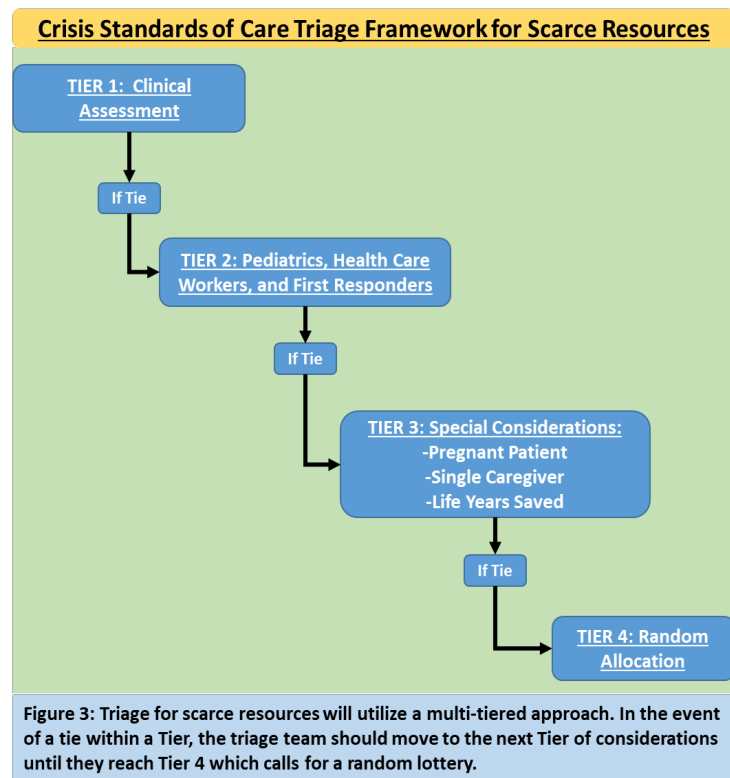 Crisis Standards of Care Triage Framework for Scarce Resources
TIER 1:  Clinical
Assessment
If Tie
TIER 2: Pediatrics, Health Care
Workers, and First Responders
If Tie
TIER 3: Special Considerations:
-Pregnant Patient
-Single Caregiver
-Life Years Saved
If Tie
TIER 4: Random
Allocation
Figure 3: Triage for scarce resources will utilize a multi-tiered approach. In the event
of a tie within a Tier, the triage team should move to the next Tier of considerations
until they reach Tier 4 which calls for a random lottery.